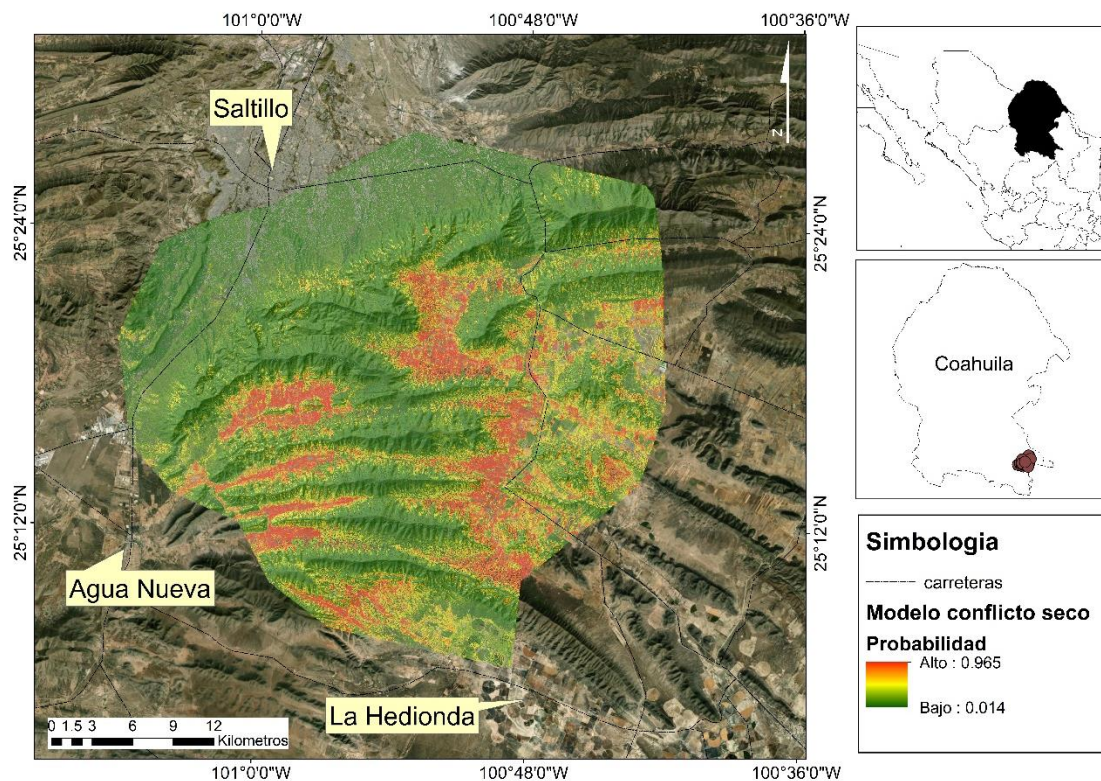 101°0'0"W
100°48'0"W
100°36'0"W
Saltillo
N
25°24'0"N
25°24'0"N
25°12'0"N
25°12'0"N
Agua Nueva
La Hedionda
0 1.5 3 6 9 12
Kilometros
101°0'0"W
100°48'0"W
100°36'0"W
Coahuila
Simbologia
carreteras
Modelo conflicto seco
Probabilidad
Alto : 0.965
Bajo : 0.014